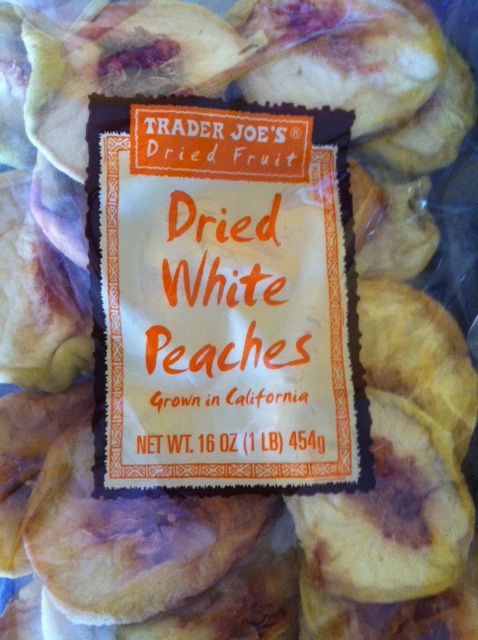 TRADER JOE'S®
Dried Fruit
Dried
White
Peaches
Grown in California
NET WT. 16 OZ (1 LB) 454g